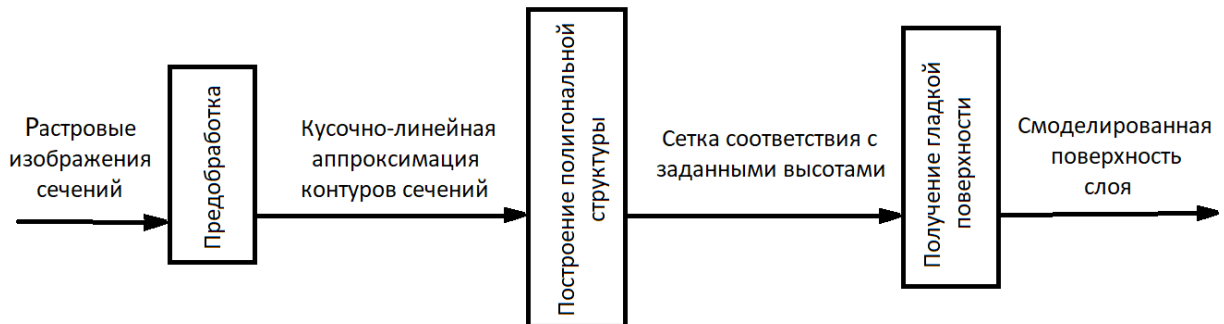 Растровые
изображения
сечений
Предобработка
Кусочно-линейная
аппроксимация
контуров сечений
Построение полигональной
структуры
Сетка соответствия с
заданными высотами
Получение гладкой
поверхности
Смоделированная
поверхность
слоя